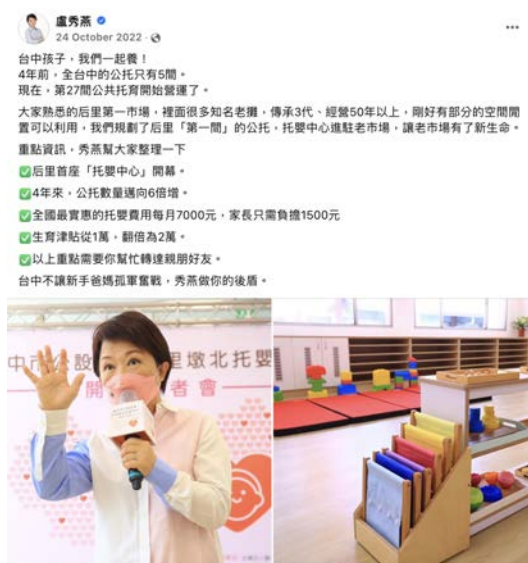 盧秀燕
24 October 2022 ·
台中孩子，我們一起養！
4年前，全台中的公托只有5間。
現在，第27間公共托育開始營運了。
大家熟悉的后里第一市場，裡面很多知名老攤，傳承3代、經營50年以上，剛好有部分的空間閒
置可以利用，我們規劃了后里「第一間」的公托，托嬰中心進駐老市場，讓老市場有了新生命。
重點資訊，秀燕幫大家整理一下
✅后里首座「托嬰中心」開幕。
✅4年來，公托數量邁向6倍增。
✅全國最實惠的托嬰費用每月7000元，家長只需負擔1500元
✅生育津貼從1萬，翻倍為2萬。
✅以上重點需要你幫忙轉達親朋好友。
台中不讓新手爸媽孤軍奮戰，秀燕做你的後盾。
中市公設
里墩北托嬰
開
者會